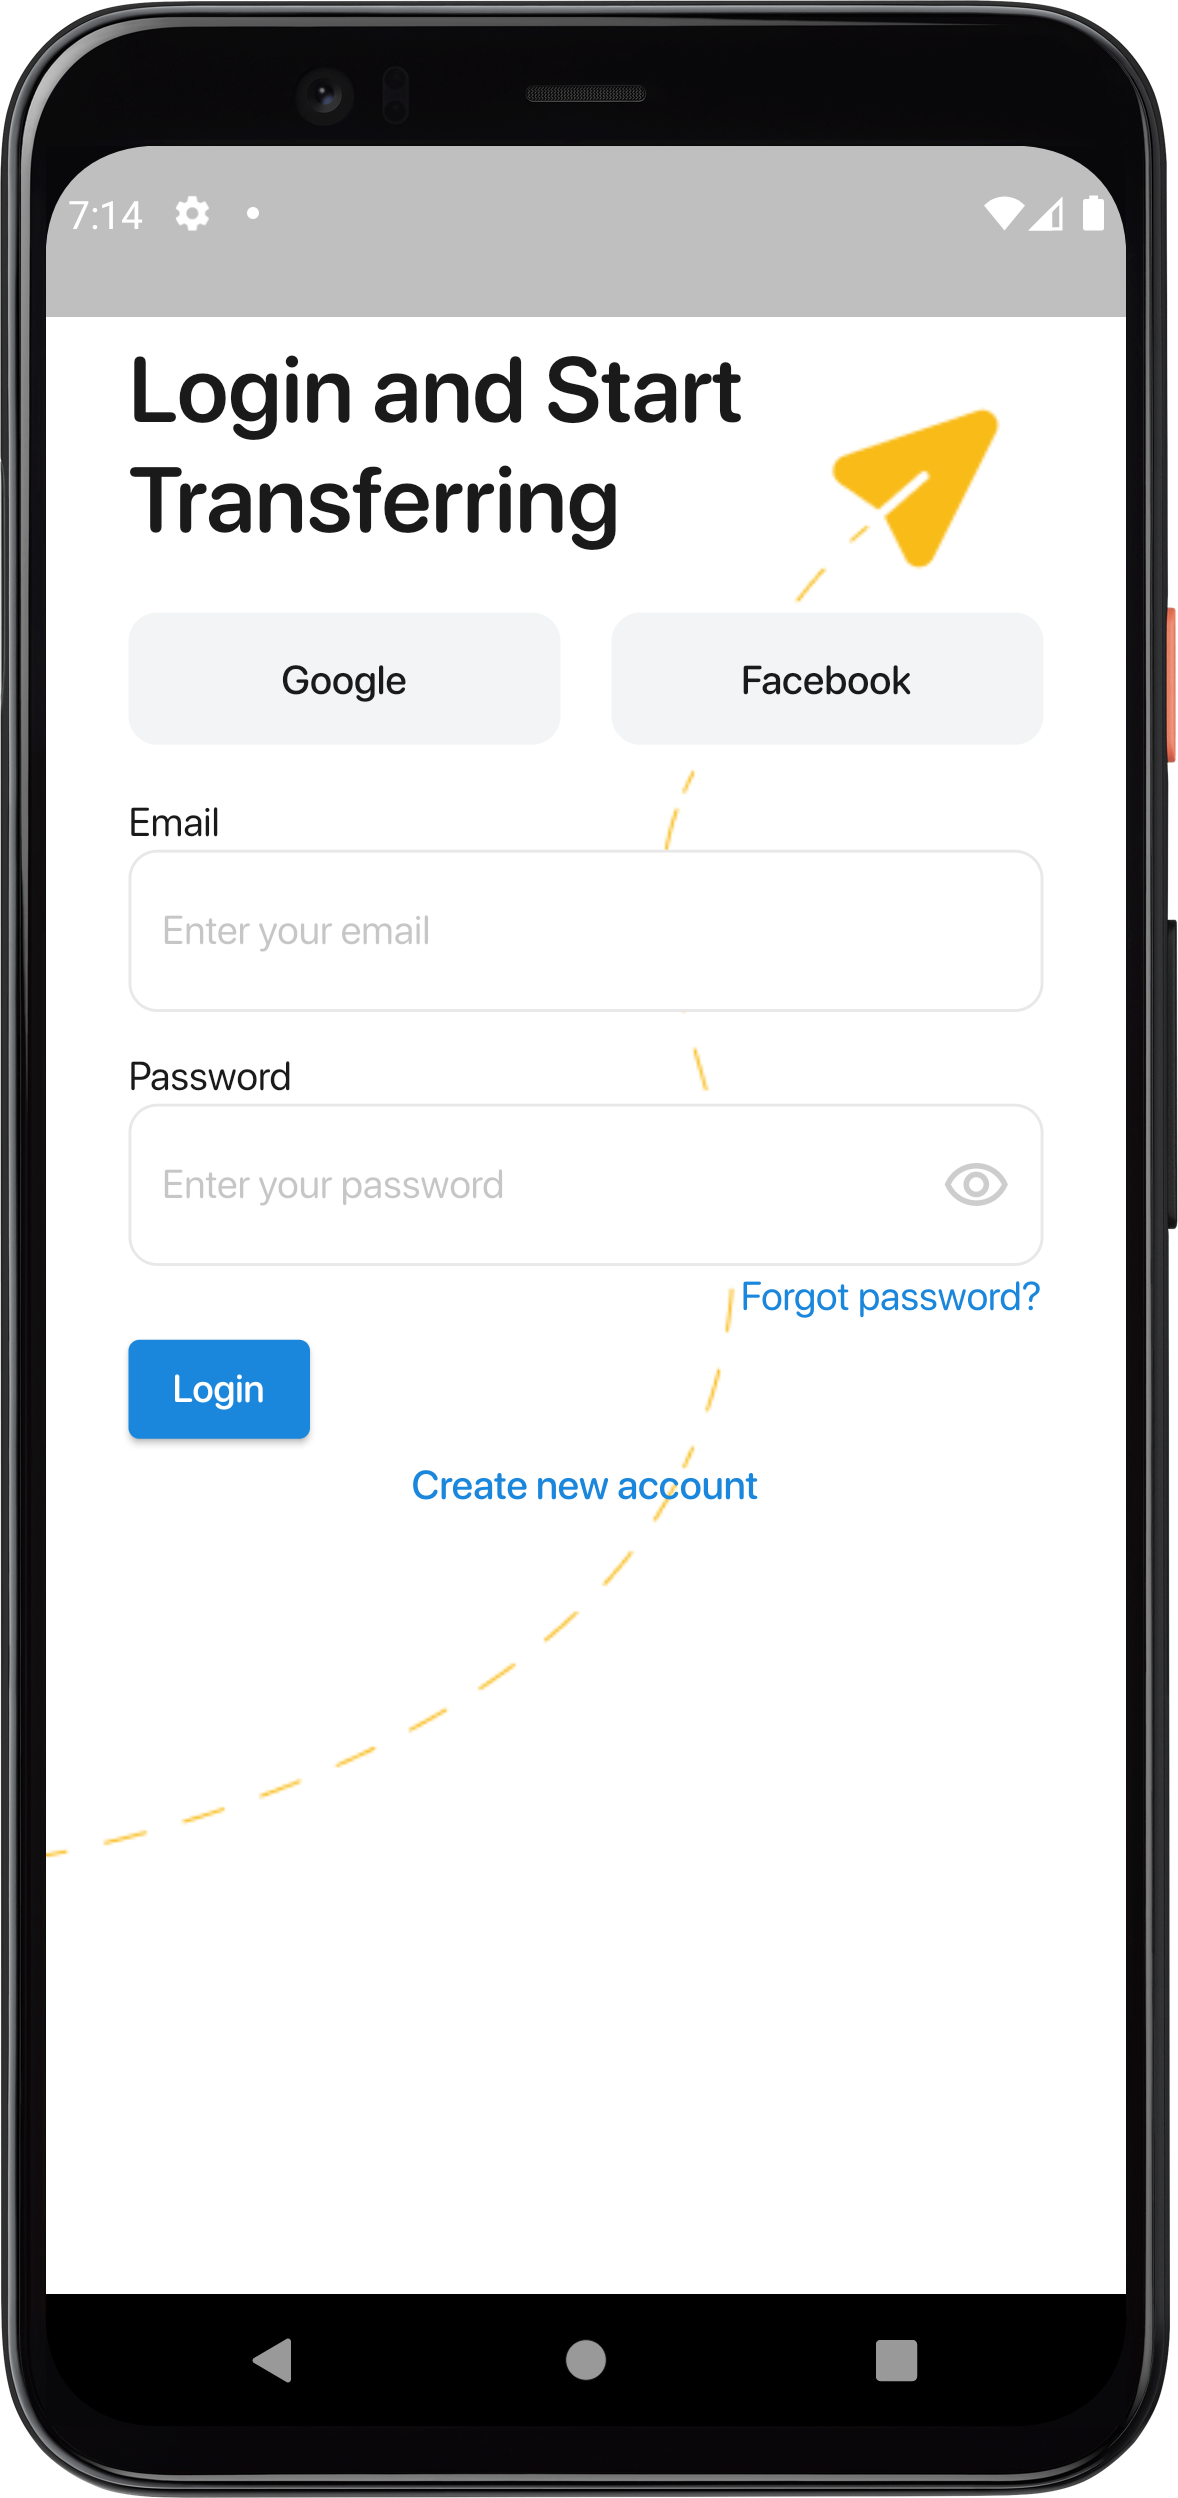 7:14
Login and Start
Transferring
Google
Facebook
Email
Enter your email
Password
Enter your password
Forgot password?
Login
Create new account